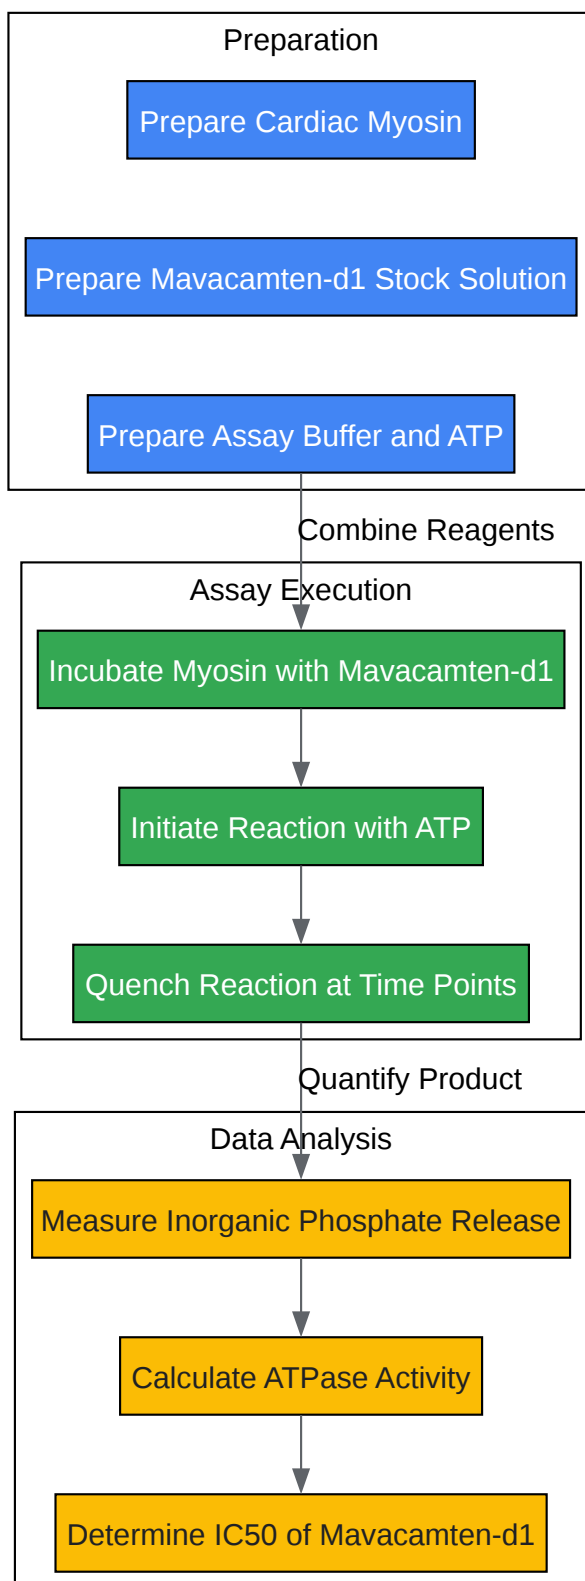 Preparation
Prepare Cardiac Myosin
Prepare Mavacamten-d1 Stock Solution
Prepare Assay Buffer and ATP
Combine Reagents
Assay Execution
Incubate Myosin with Mavacamten-d1
Initiate Reaction with ATP
Quench Reaction at Time Points
Quantify Product
Data Analysis
Measure Inorganic Phosphate Release
Calculate ATPase Activity
Determine IC50 of Mavacamten-d1